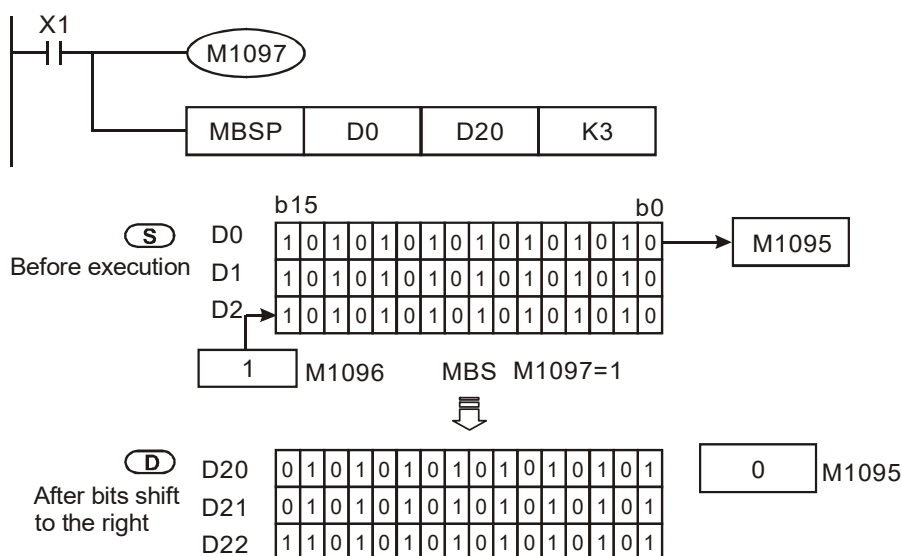 X1
M1097
MBSP D0 D20 K3
b15 b0
S D0 1 0 1 0 1 0 1 0 1 0 1 0 1 0 1 0 M1095
Before execution D1 1 0 1 0 1 0 1 0 1 0 1 0 1 0 1 0
D2 1 0 1 0 1 0 1 0 1 0 1 0 1 0 1 0
1 M1096 MBS M1097=1
D D20 0 1 0 1 0 1 0 1 0 1 0 1 0 1 0 1 0 M1095
After bits shift D21 0 1 0 1 0 1 0 1 0 1 0 1 0 1 0 1
to the right
D22 1 1 0 1 0 1 0 1 0 1 0 1 0 1 0 1